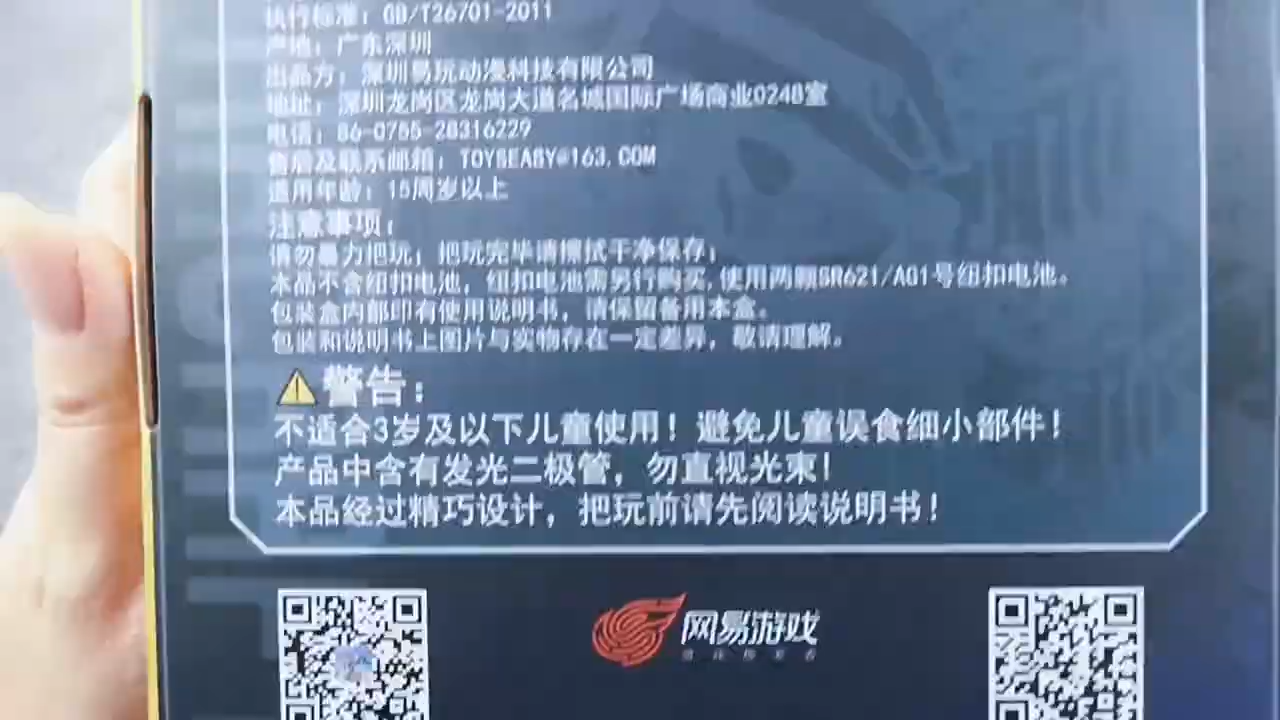 执行标准：GB/T26701-2011
产地：广东深圳
出品方：深圳易玩动漫科技有限公司
地址：深圳龙岗区龙岗大道名城国际广场商业0248室
电话：86-0755-28316229
售后及联系邮箱：TOYSEASY@163.COM
适用年龄：15周岁以上
注意事项：
请勿暴力把玩；把玩完毕请擦拭干净保存；
本品不含纽扣电池，纽扣电池需另行购买,使用两颗SR621/AG1号纽扣电池。
包装盒内部印有使用说明书，请保留备用本盒。
包装和说明书上图片与实物存在一定差异，敬请理解。
警告：
不适合3岁及以下儿童使用！避免儿童误食细小部件！
产品中含有发光二极管，勿直视光束！
本品经过精巧设计，把玩前请先阅读说明书！
网易游戏